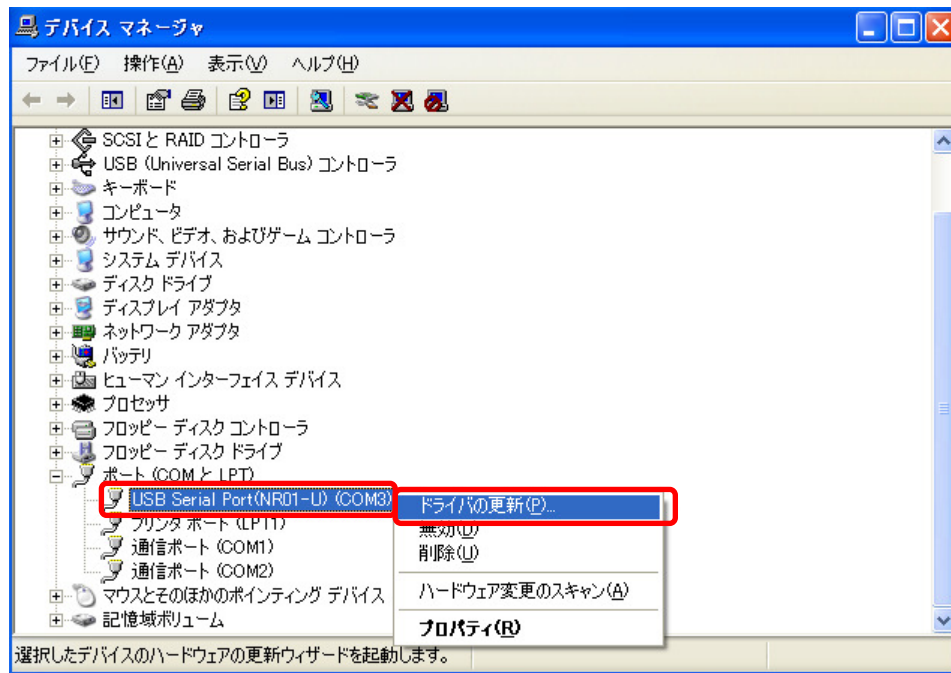 デバイス マネージャ
ファイル(F) 操作(A) 表示(V) ヘルプ(H)
SCSI と RAID コントローラ
USB (Universal Serial Bus) コントローラ
キーボード
コンピュータ
サウンド、ビデオ、およびゲーム コントローラ
システム デバイス
ディスク ドライブ
ディスプレイ アダプタ
ネットワーク アダプタ
バッテリ
ヒューマン インターフェイス デバイス
プロセッサ
フロッピー ディスク コントローラ
フロッピー ディスク ドライブ
ポート (COM と LPT)
USB Serial Port(NR01-U) (COM3)
プリンタ ポート (LPT1)
通信ポート (COM1)
通信ポート (COM2)
マウスとそのほかのポインティング デバイス
記憶域ボリューム
ドライバの更新(P)...
無効(D)
削除(U)
ハードウェア変更のスキャン(A)
プロパティ(R)
選択したデバイスのハードウェアの更新ウィザードを起動します。